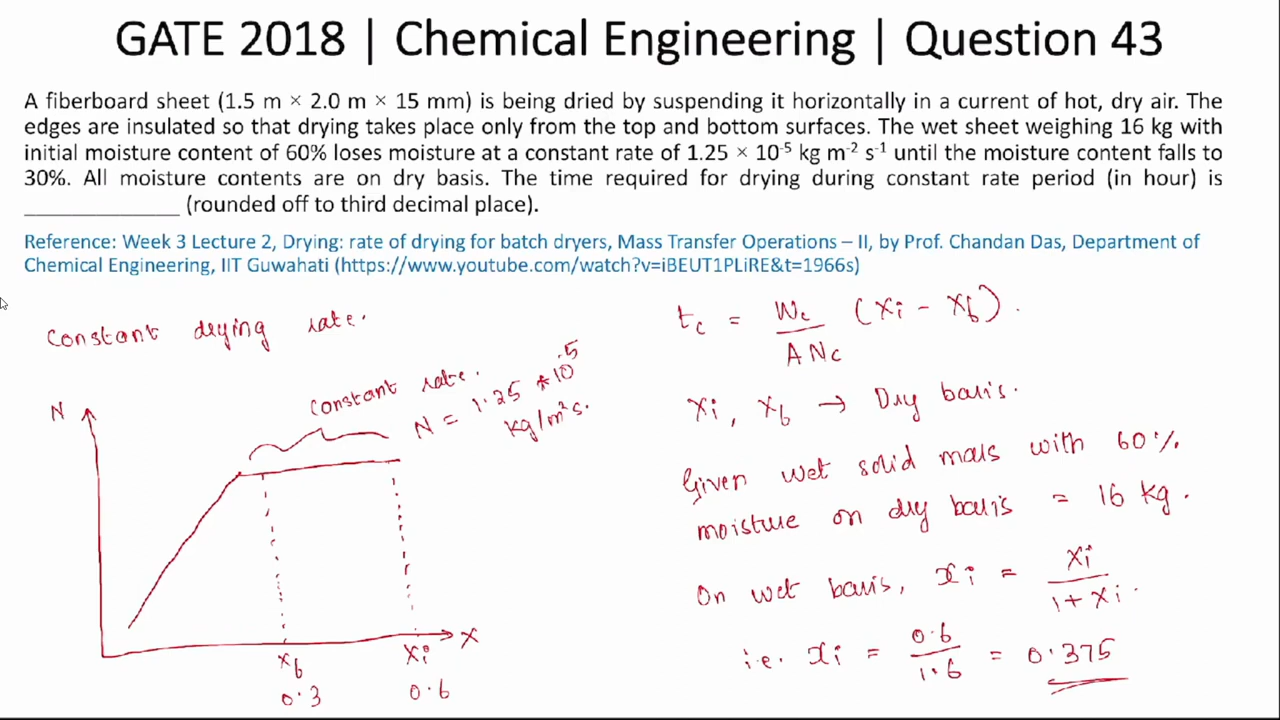 GATE 2018 | Chemical Engineering | Question 43
A fiberboard sheet (1.5 m × 2.0 m × 15 mm) is being dried by suspending it horizontally in a current of hot, dry air. The
edges are insulated so that drying takes place only from the top and bottom surfaces. The wet sheet weighing 16 kg with
initial moisture content of 60% loses moisture at a constant rate of 1.25 × 10⁻⁵ kg m⁻² s⁻¹ until the moisture content falls to
30%. All moisture contents are on dry basis. The time required for drying during constant rate period (in hour) is
______________ (rounded off to third decimal place).
Reference: Week 3 Lecture 2, Drying: rate of drying for batch dryers, Mass Transfer Operations – II, by Prof. Chandan Das, Department of
Chemical Engineering, IIT Guwahati (https://www.youtube.com/watch?v=iBEUT1PLiRE&t=1966s)
Constant drying rate.
constant rate.
N = 1.25 * 10^-5
kg/m²s.
N
X
Xb
Xi
0.3
0.6
tc = Wc / ANc (Xi - Xb).
Xi, Xb → Dry basis.
Given wet solid mass with 60%
moisture on dry basis = 16 kg.
On wet basis, xi = Xi / 1+Xi.
i.e. xi = 0.6 / 1.6 = 0.375